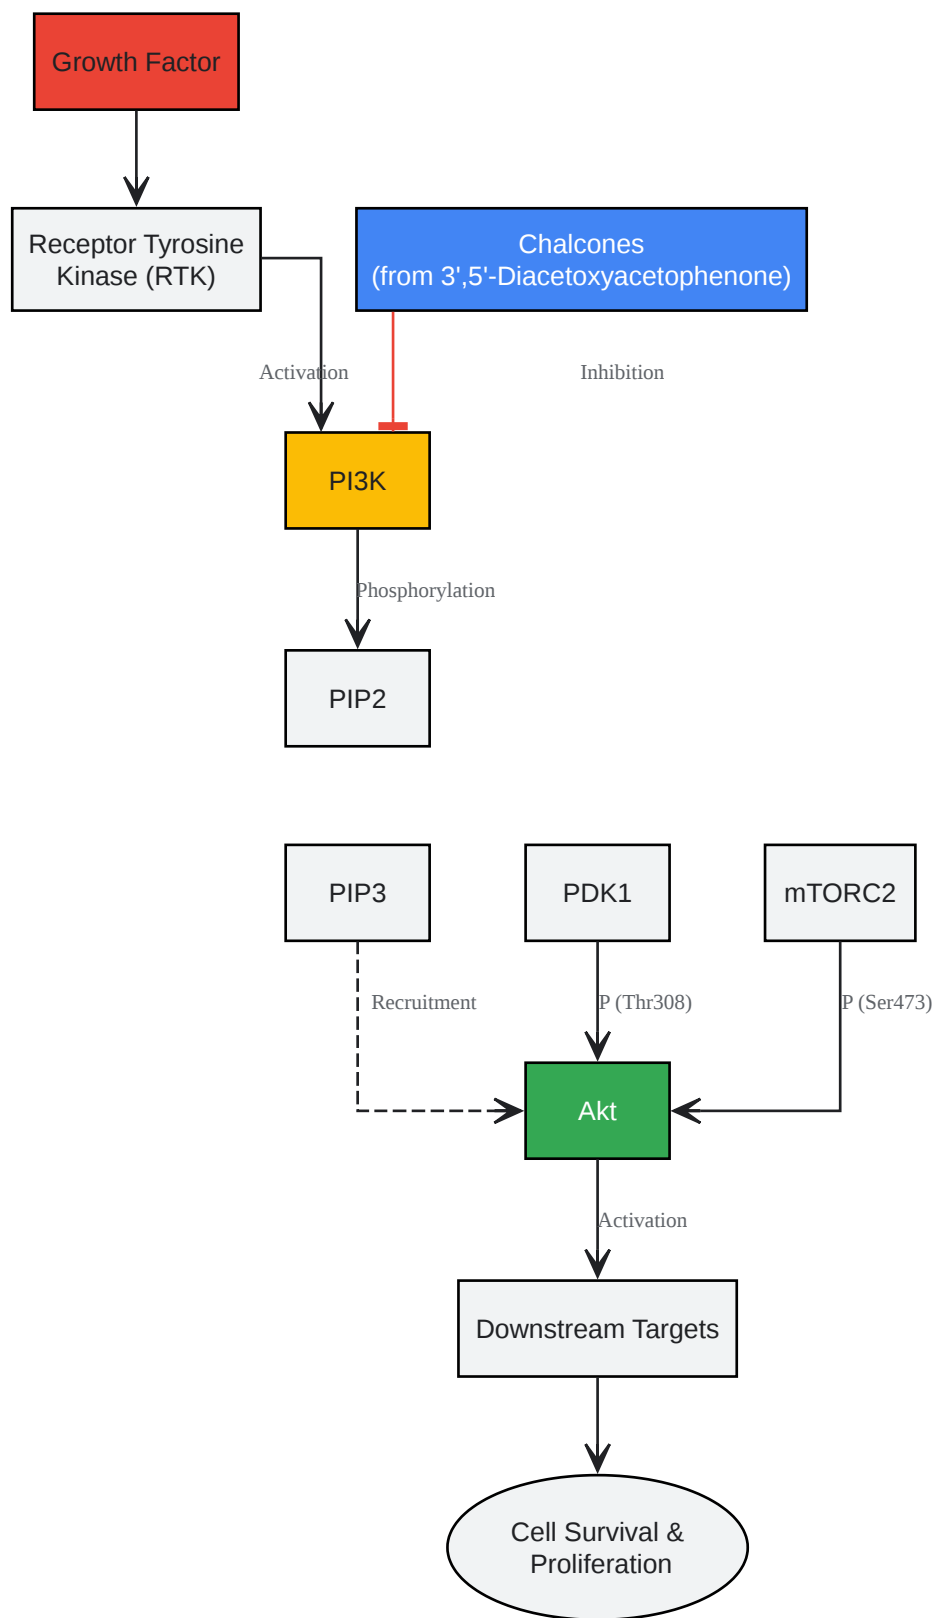 Growth Factor
Receptor Tyrosine
Kinase (RTK)
Chalcones
(from 3',5'-Diacetoxyacetophenone)
Activation
Inhibition
PI3K
Phosphorylation
PIP2
PIP3
PDK1
mTORC2
Recruitment
P (Thr308)
P (Ser473)
Akt
Activation
Downstream Targets
Cell Survival &
Proliferation